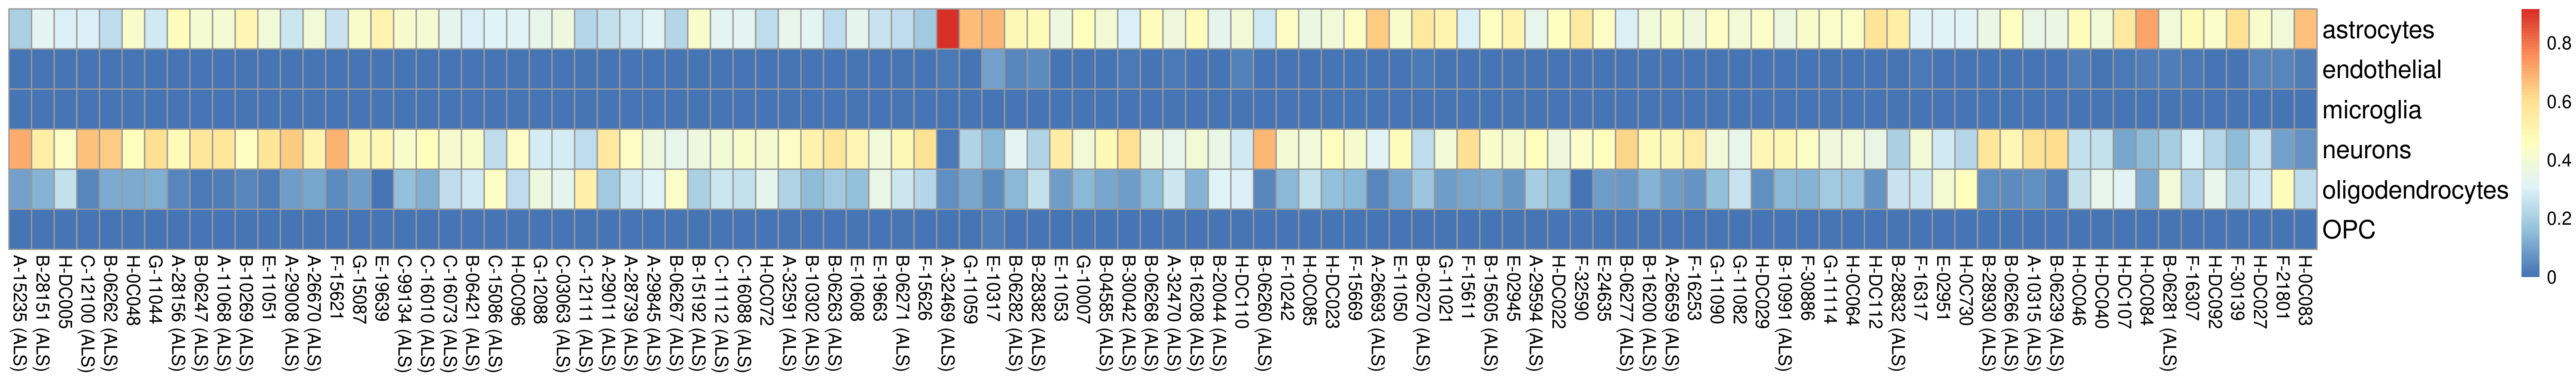 astrocytes
endothelial
microglia
neurons
oligodendrocytes
OPC
0.8
0.6
0.4
0.2
0
A-15235 (ALS)
B-28151 (ALS)
H-DC005
C-12100 (ALS)
B-06262 (ALS)
H-0C048
G-11044
A-28156 (ALS)
B-06247 (ALS)
A-11068 (ALS)
B-10269 (ALS)
E-11051
A-29008 (ALS)
A-26670 (ALS)
F-15621
G-15087
E-19639
C-99134 (ALS)
C-16010 (ALS)
C-16073 (ALS)
B-06421 (ALS)
C-15086 (ALS)
H-0C096
G-12088
C-03063 (ALS)
C-12111 (ALS)
A-29011 (ALS)
A-28739 (ALS)
A-29845 (ALS)
B-06267 (ALS)
B-15192 (ALS)
C-11112 (ALS)
C-16088 (ALS)
H-0C072
A-32591 (ALS)
B-10302 (ALS)
B-06263 (ALS)
E-10608
E-19663
B-06271 (ALS)
F-15626
A-32469 (ALS)
G-11059
E-10317
B-06282 (ALS)
B-28382 (ALS)
E-11053
G-10007
B-04585 (ALS)
B-30042 (ALS)
B-06268 (ALS)
A-32470 (ALS)
B-16208 (ALS)
B-20044 (ALS)
H-DC110
B-06260 (ALS)
F-10242
H-0C085
H-DC023
F-15669
A-26693 (ALS)
E-11050
B-06270 (ALS)
G-11021
F-15611
B-15605 (ALS)
E-02945
A-29594 (ALS)
H-DC022
F-32590
E-24635
B-06277 (ALS)
B-16200 (ALS)
A-26659 (ALS)
F-16253
G-11090
G-11082
H-DC029
B-10991 (ALS)
F-30886
G-11114
H-0C064
H-DC112
B-28832 (ALS)
F-16317
E-02951
H-0C730
B-28930 (ALS)
B-06266 (ALS)
A-10315 (ALS)
B-06239 (ALS)
H-0C046
H-DC040
H-DC107
H-0C084
B-06281 (ALS)
F-16307
H-DC092
F-30139
H-DC027
F-21801
H-0C083